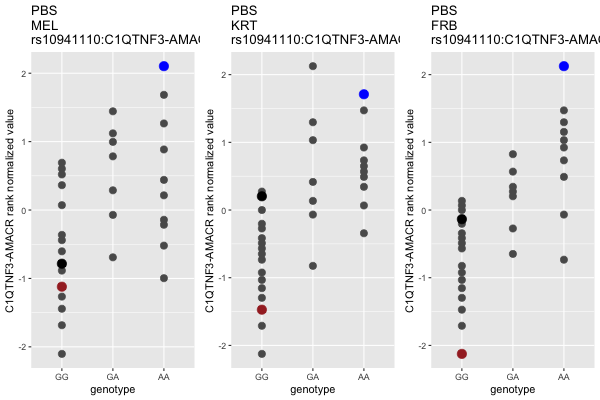 PBS
MEL
rs10941110:C1QTNF3-AMAC
C1QTNF3-AMACR rank normalized value
2
1
0
-1
-2
GG GA AA
genotype
PBS
KRT
rs10941110:C1QTNF3-AMAC
C1QTNF3-AMACR rank normalized value
2
1
0
-1
-2
GG GA AA
genotype
PBS
FRB
rs10941110:C1QTNF3-AMAC
C1QTNF3-AMACR rank normalized value
2
1
0
-1
-2
GG GA AA
genotype